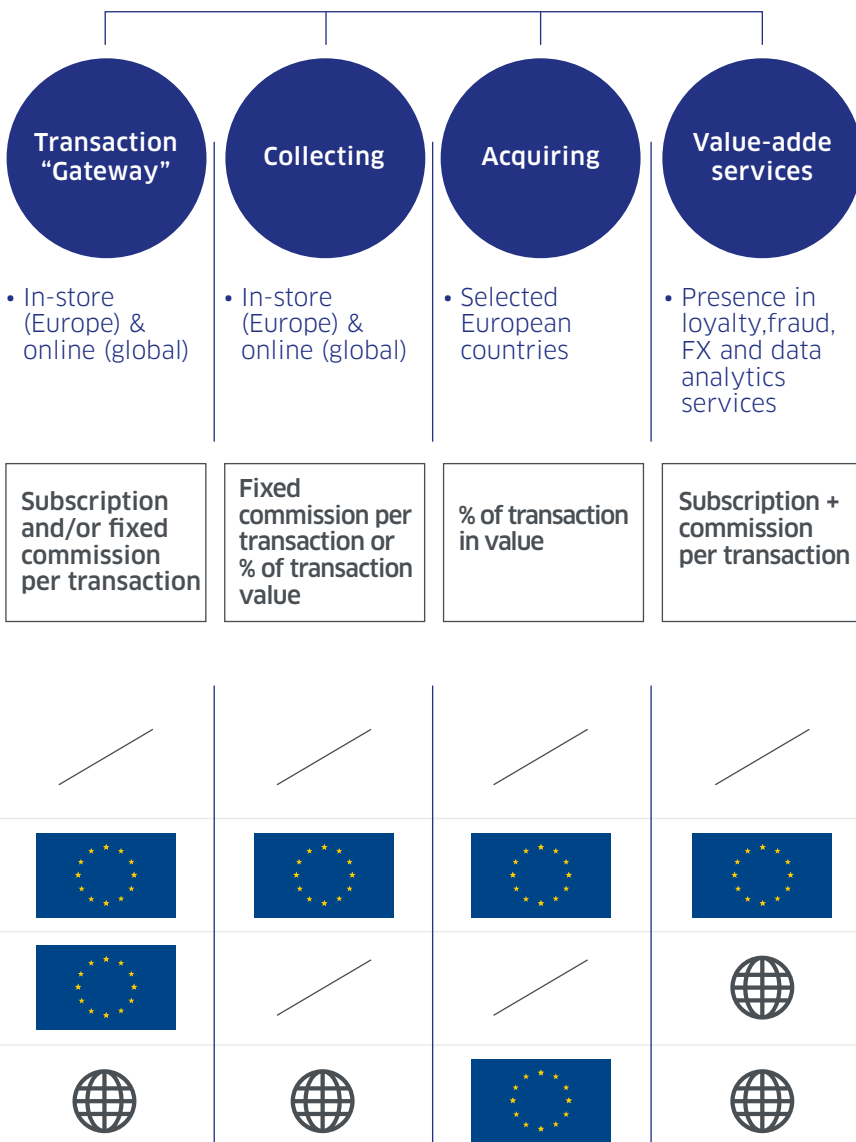 Transaction
“Gateway”
Collecting
Acquiring
Value-adde
services
• In-store
(Europe) &
online (global)
• In-store
(Europe) &
online (global)
• Selected
European
countries
• Presence in
loyalty,fraud,
FX and data
analytics
services
Subscription
and/or fixed
commission
per transaction
Fixed
commission per
transaction or
% of transaction
value
% of transaction
in value
Subscription +
commission
per transaction